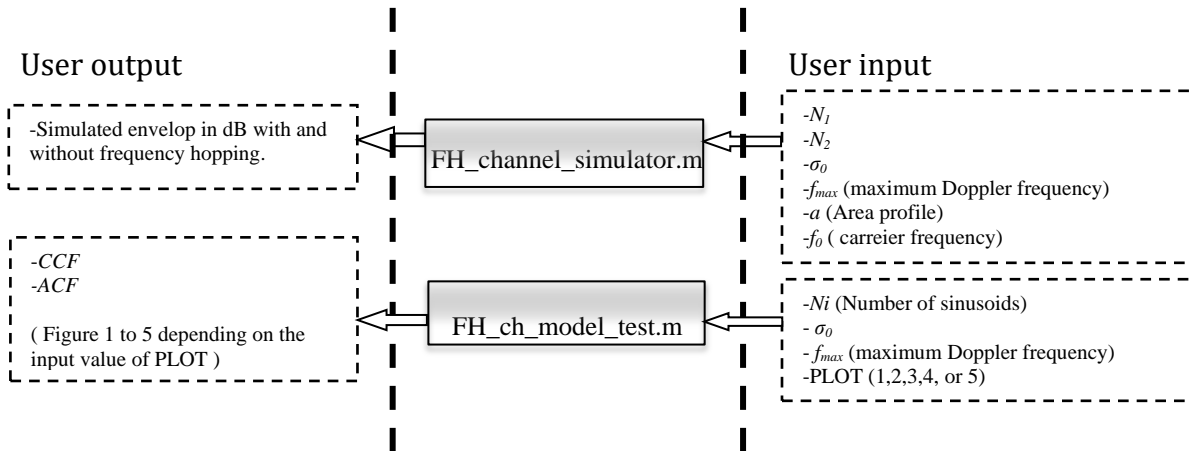 User output
-Simulated envelop in dB with and
without frequency hopping.
-CCF
-ACF
( Figure 1 to 5 depending on the
input value of PLOT )
FH_channel_simulator.m
FH_ch_model_test.m
User input
-N1
-N2
-σ0
-fmax (maximum Doppler frequency)
-a (Area profile)
-f0 ( carreier frequency)
-Ni (Number of sinusoids)
- σ0
- fmax (maximum Doppler frequency)
-PLOT (1,2,3,4, or 5)